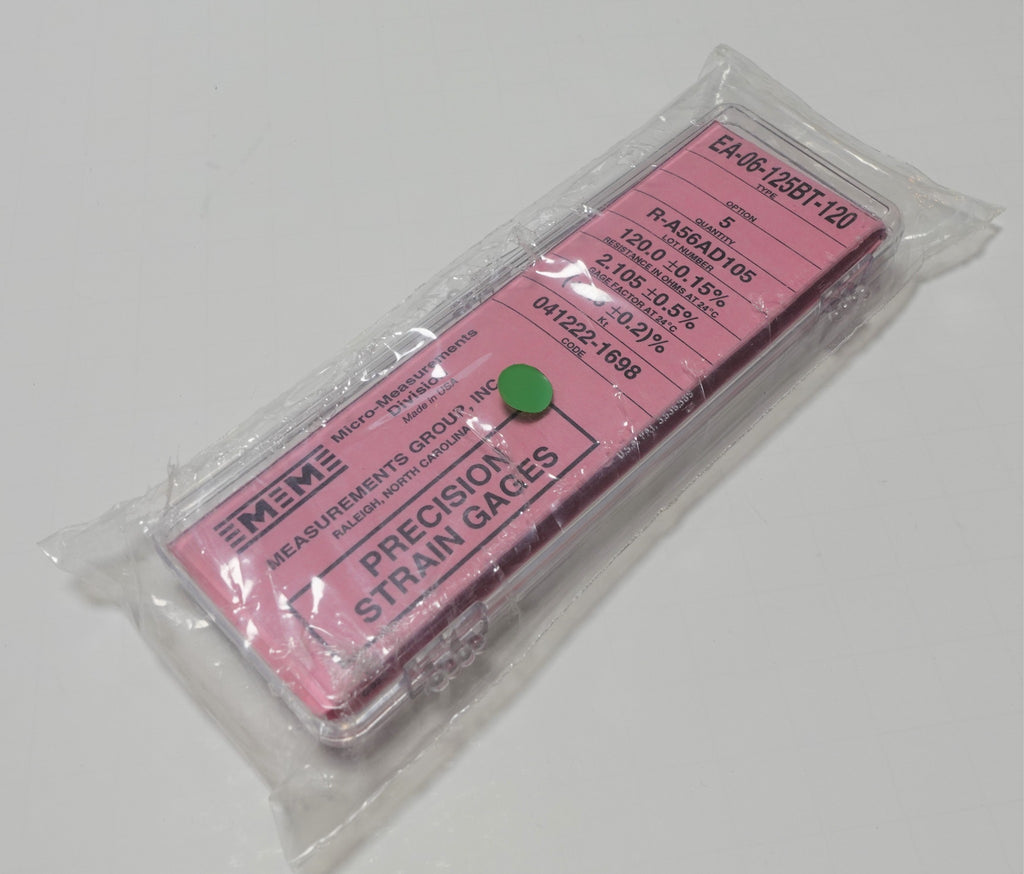 EA-06-125BT-120
TYPE
OPTION
5
QUANTITY
R-A56AD105
LOT NUMBER
120.0 ±0.15%
RESISTANCE IN OHMS AT 24°C
2.105 ±0.5%
GAGE FACTOR AT 24°C
±0.2)%
Kt
041222-1698
CODE
Micro-Measurements
Division
Made in USA
MEASUREMENTS GROUP, INC
RALEIGH, NORTH CAROLINA
PRECISION
STRAIN GAGES
U.S. PAT.